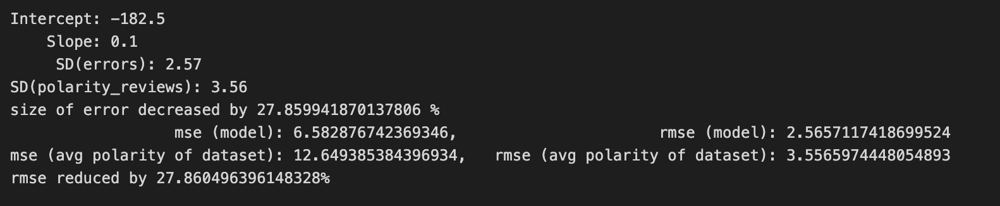 Intercept: -182.5
Slope: 0.1
SD(errors): 2.57
SD(polarity_reviews): 3.56
size of error decreased by 27.859941870137806 %
mse (model): 6.582876742369346, rmse (model): 2.5657117418699524
mse (avg polarity of dataset): 12.649385384396934, rmse (avg polarity of dataset): 3.5565974448054893
rmse reduced by 27.860496396148328%